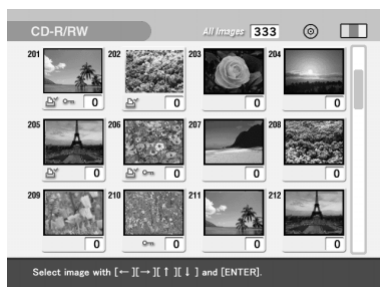 CD-R/RW All Images 333
201 202 203 204
0 0 0 0
205 206 207 208
0 0 0 0
209 210 211 212
0 0 0 0
Select image with [←][→][↑][↓] and [ENTER].